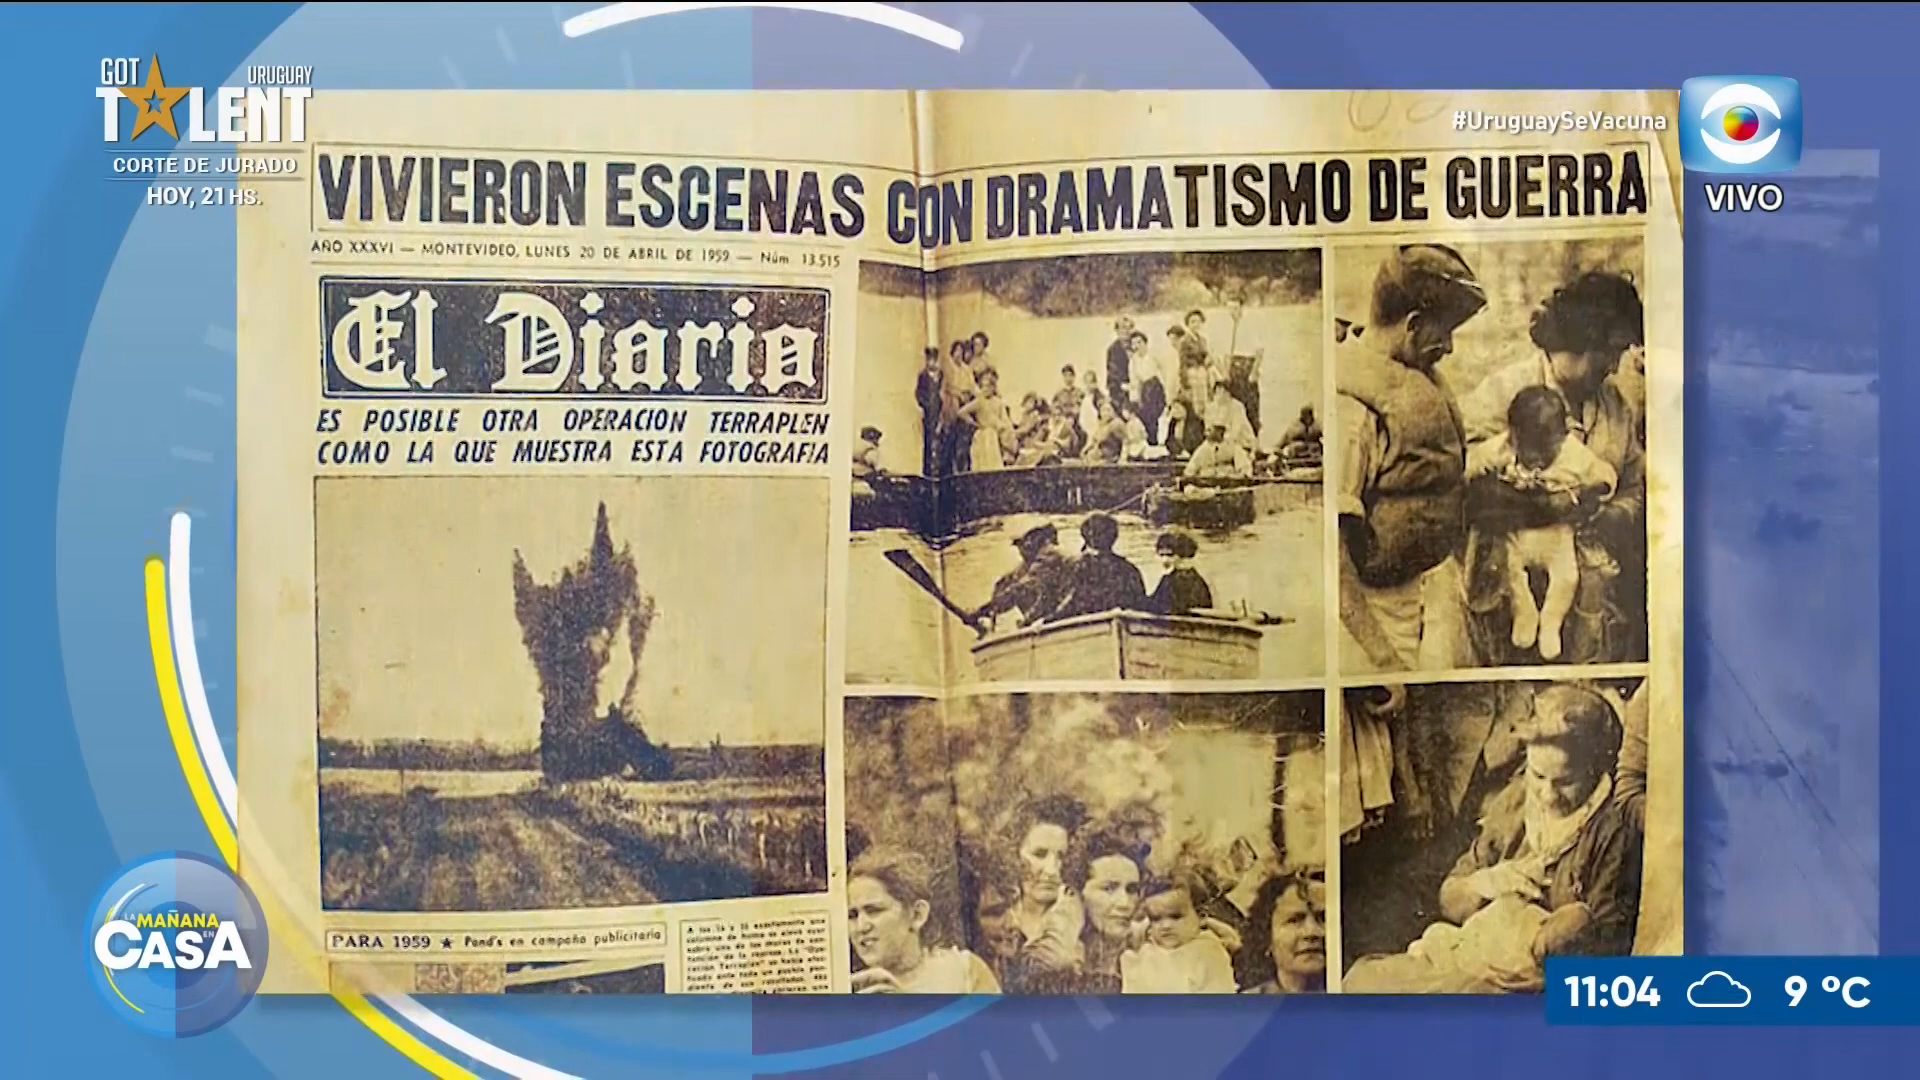 GOT
URUGUAY
TALENT
CORTE DE JURADO
HOY, 21 HS.
#UruguaySeVacuna
VIVO
VIVIERON ESCENAS CON DRAMATISMO DE GUERRA
AÑO XXXVI — MONTEVIDEO, LUNES 20 DE ABRIL DE 1959 — Núm. 13.515
El Diario
ES POSIBLE OTRA OPERACION TERRAPLEN
COMO LA QUE MUESTRA ESTA FOTOGRAFIA
PARA 1959 ★ Pond's en campaña publicitaria
LA
MAÑANA
EN
CASA
11:04 9 ºC